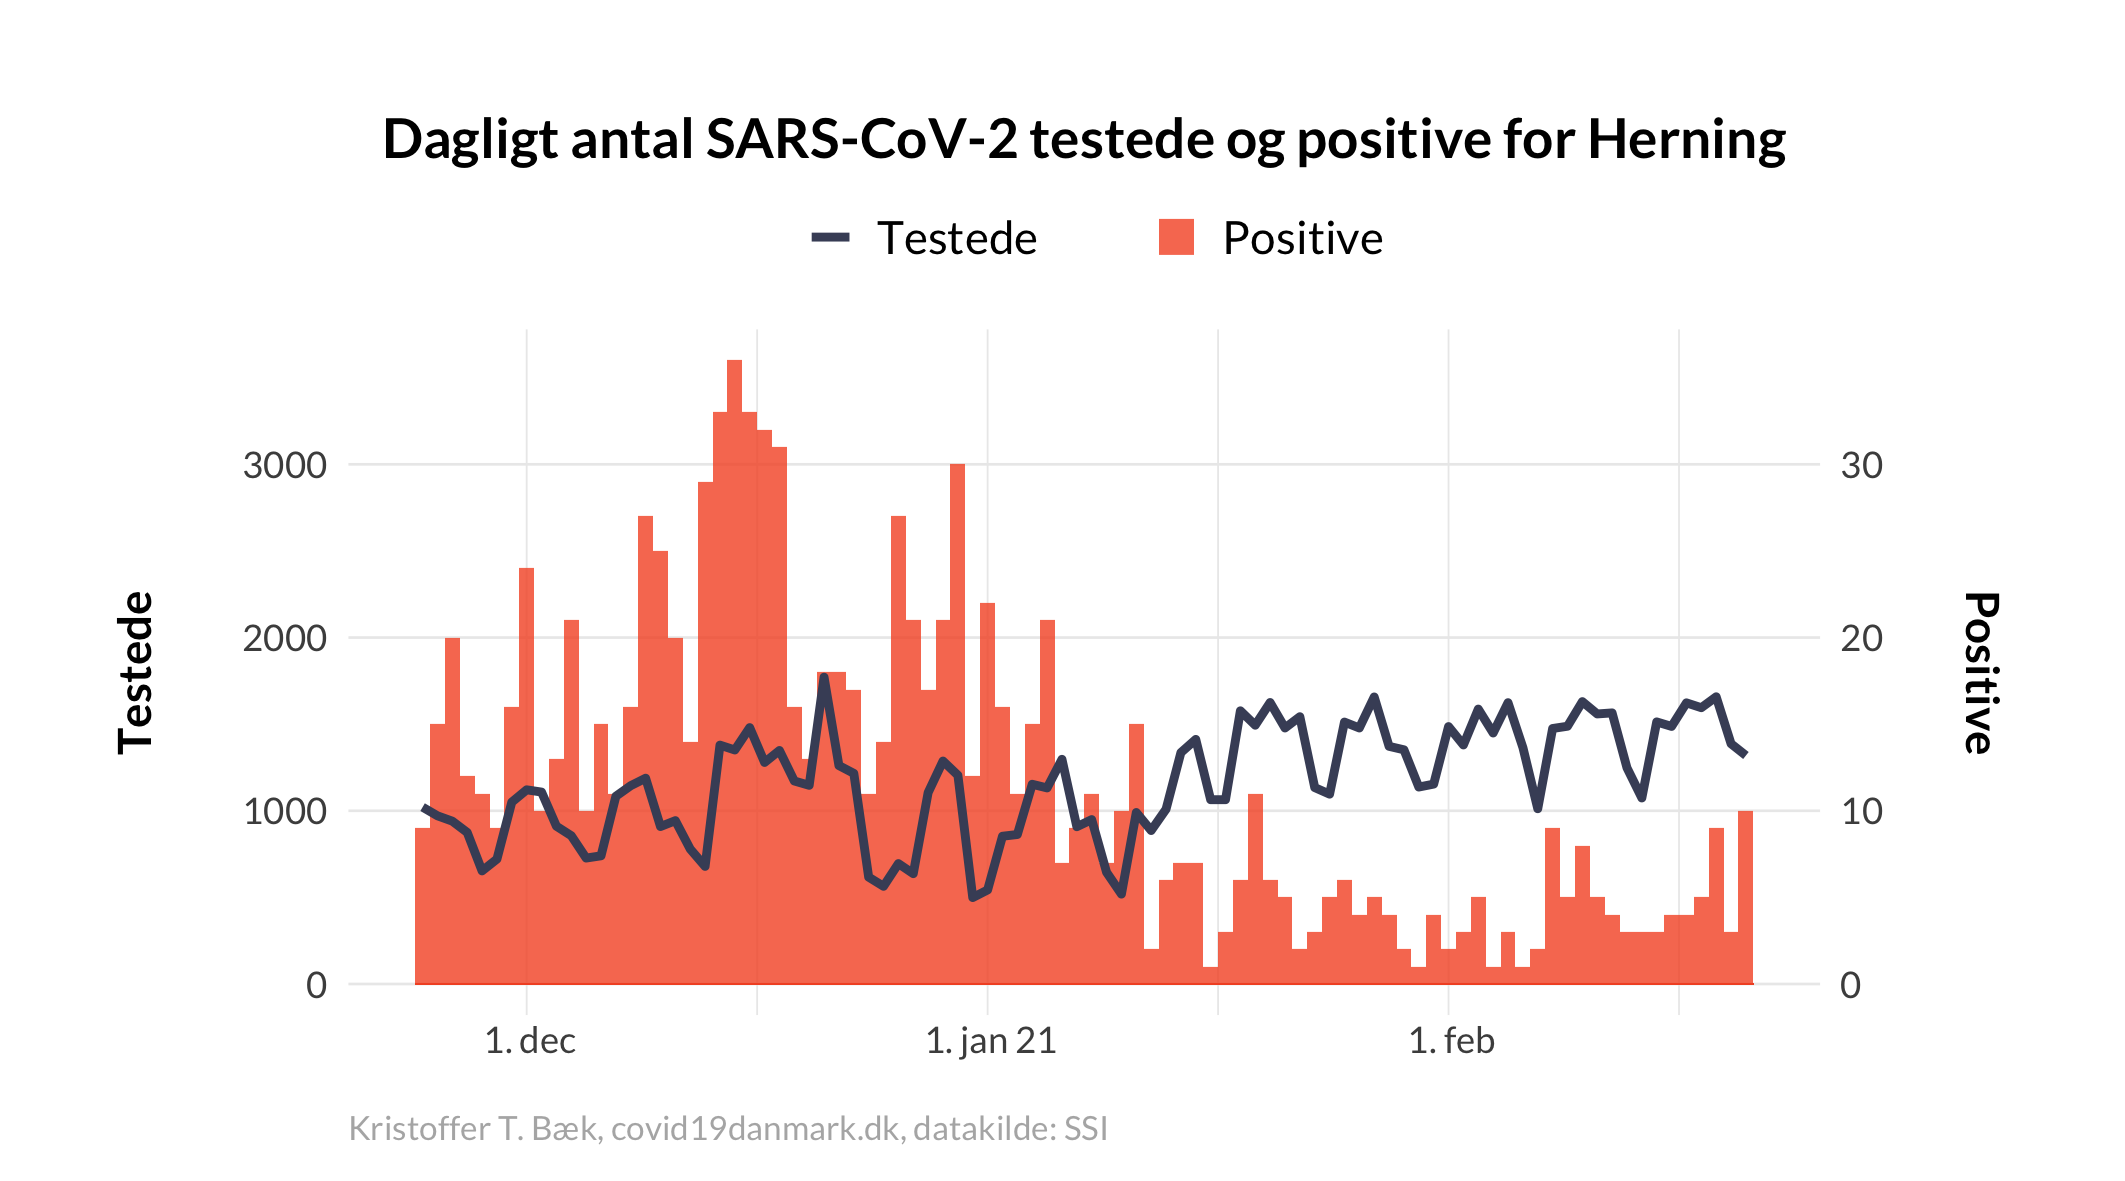 Dagligt antal SARS-CoV-2 testede og positive for Herning
Testede
Positive
Testede
3000
2000
1000
0
30
20
10
0
Positive
1. dec
1. jan 21
1. feb
Kristoffer T. Bæk, covid19danmark.dk, datakilde: SSI